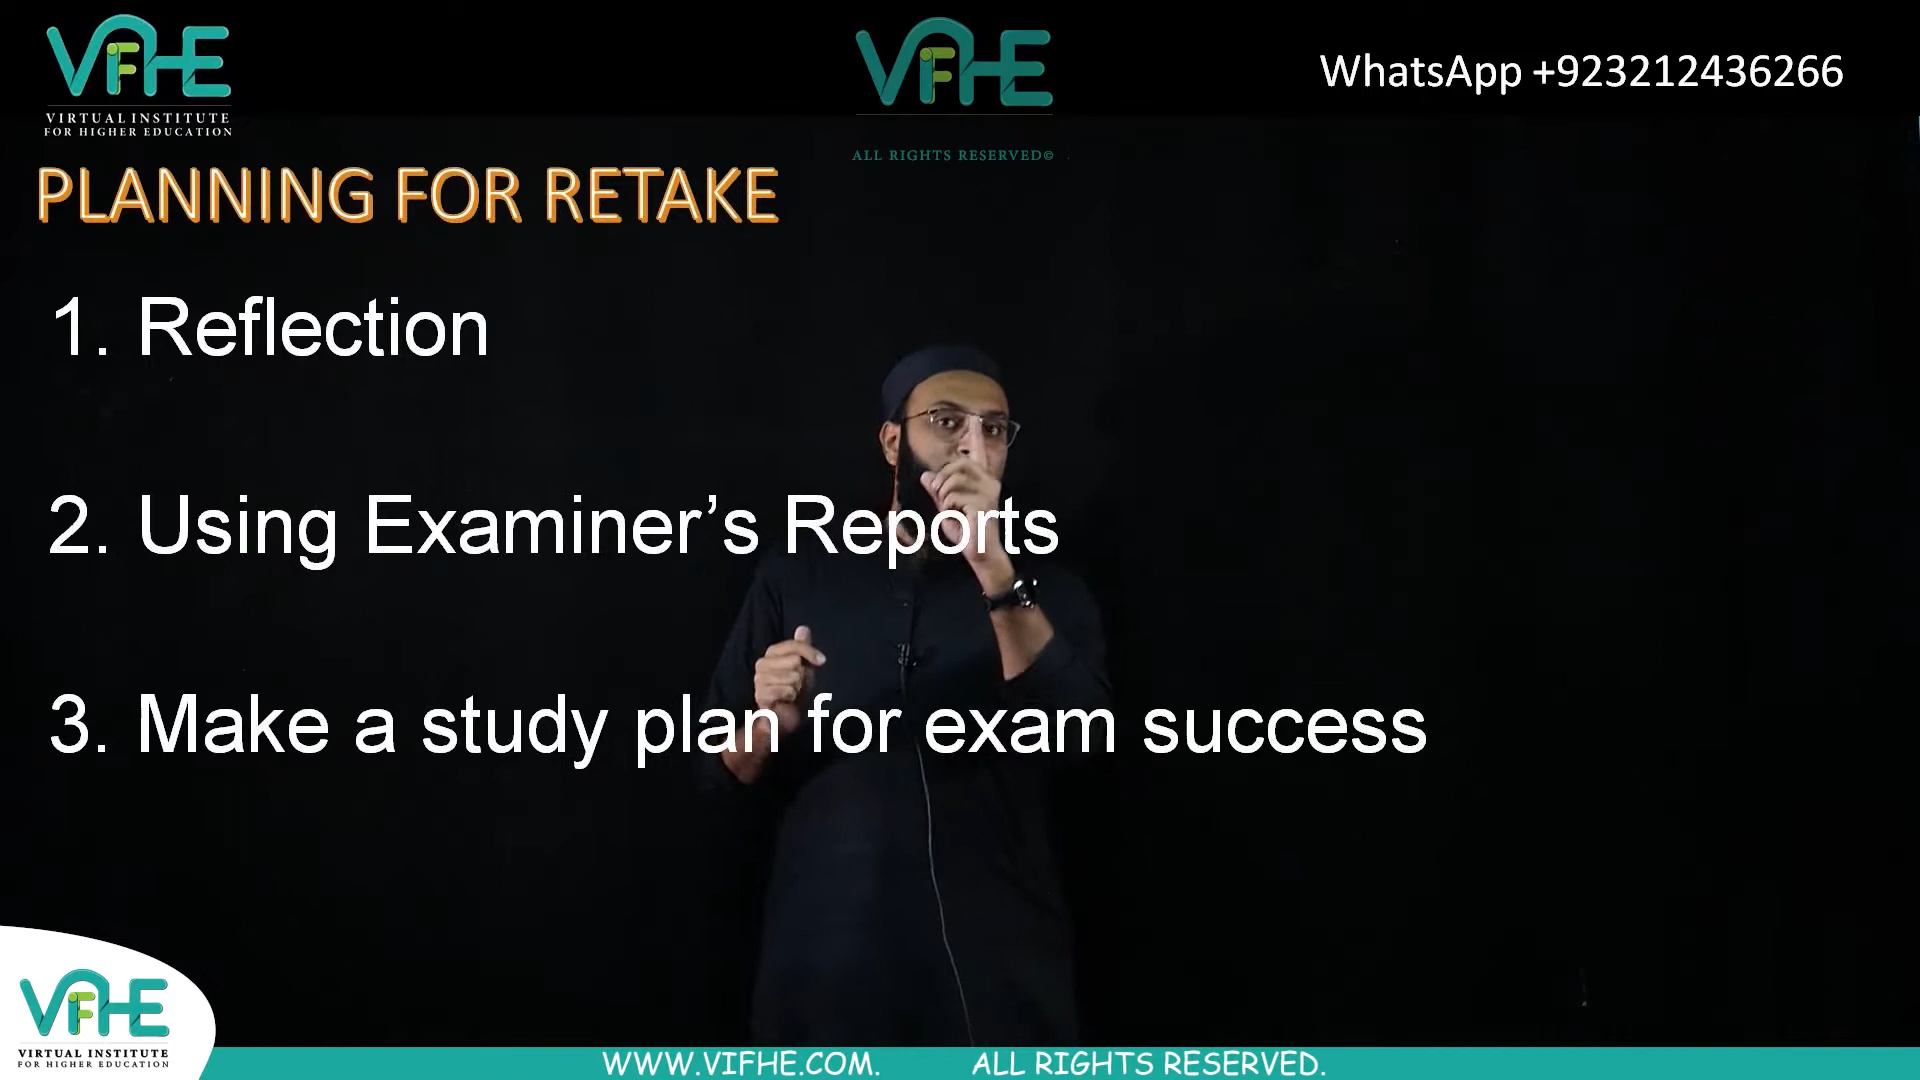 VIFHE
VIRTUAL INSTITUTE
FOR HIGHER EDUCATION
VIFHE
ALL RIGHTS RESERVED©
WhatsApp +923212436266
PLANNING FOR RETAKE
1. Reflection
2. Using Examiner’s Reports
3. Make a study plan for exam success
VIFHE
VIRTUAL INSTITUTE
FOR HIGHER EDUCATION
WWW.VIFHE.COM. ALL RIGHTS RESERVED.